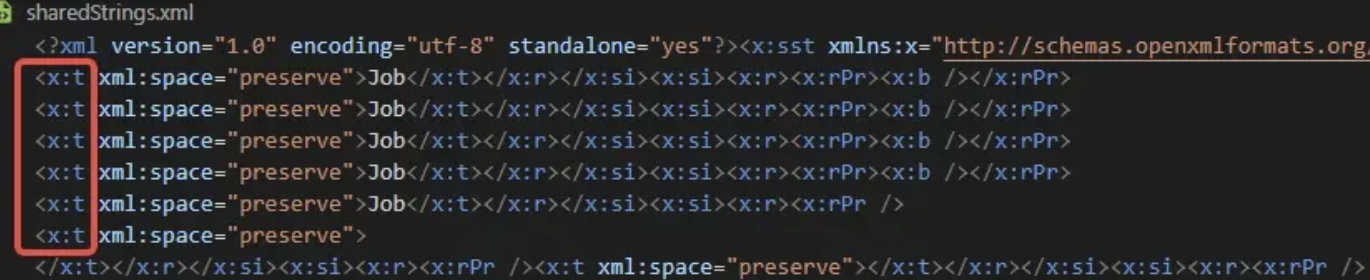 sharedStrings.xml
<?xml version="1.0" encoding="utf-8" standalone="yes"?><x:sst xmlns:x="http://schemas.openxmlformats.org/
<x:t xml:space="preserve">Job</x:t></x:r></x:si><x:si><x:r><x:rPr><x:b /></x:rPr>
<x:t xml:space="preserve">Job</x:t></x:r></x:si><x:si><x:r><x:rPr><x:b /></x:rPr>
<x:t xml:space="preserve">Job</x:t></x:r></x:si><x:si><x:r><x:rPr><x:b /></x:rPr>
<x:t xml:space="preserve">Job</x:t></x:r></x:si><x:si><x:r><x:rPr><x:b /></x:rPr>
<x:t xml:space="preserve">Job</x:t></x:r></x:si><x:si><x:r><x:rPr />
<x:t xml:space="preserve">
</x:t></x:r></x:si><x:si><x:r><x:rPr /><x:t xml:space="preserve"></x:t></x:r></x:si><x:si><x:r><x:rPr />